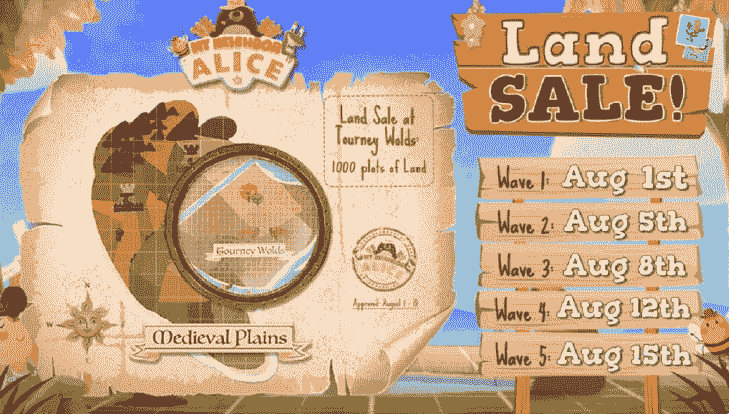 MY NEIGHBOR
ALICE
Land Sale at
Tourney Wolds:
1000 plots of Land
Tourney Wolds
ALICE
Medieval Plains
W
N
Land
SALE!
Wave 1: Aug 1st
Wave 2: Aug 5th
Wave 3: Aug 8th
Wave 4: Aug 12th
Wave 5: Aug 15th